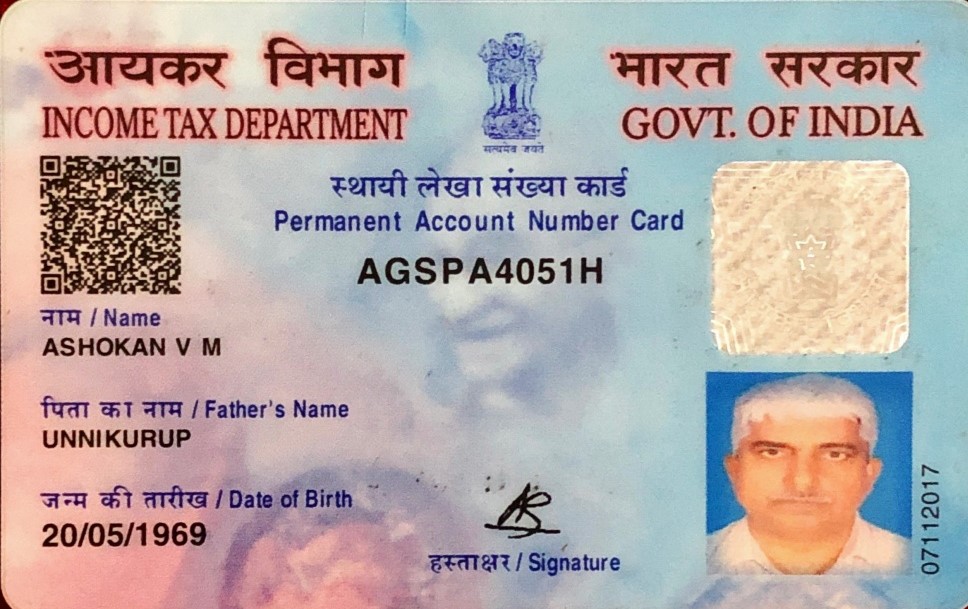 आयकर विभाग
INCOME TAX DEPARTMENT
सत्यमेव जयते
भारत सरकार
GOVT. OF INDIA
स्थायी लेखा संख्या कार्ड
Permanent Account Number Card
AGSPA4051H
नाम / Name
ASHOKAN V M
पिता का नाम / Father's Name
UNNIKURUP
जन्म की तारीख / Date of Birth
20/05/1969
हस्ताक्षर / Signature
07112017